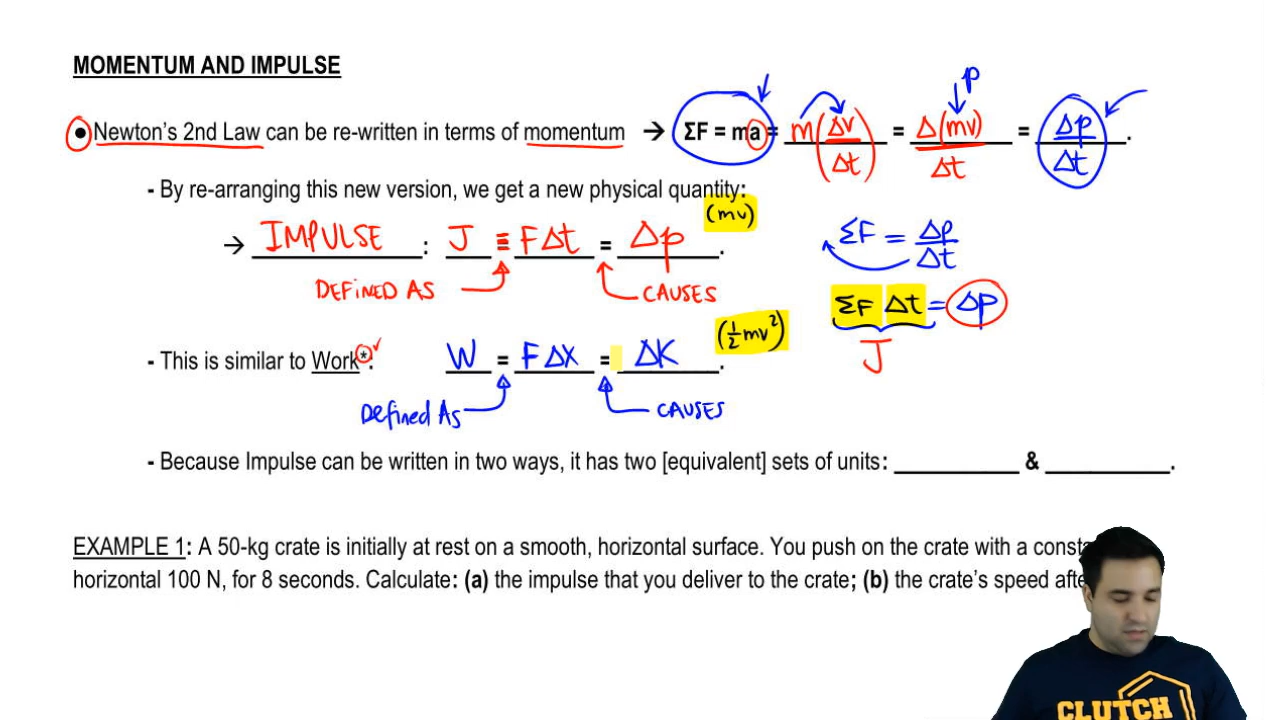 MOMENTUM AND IMPULSE
p
● Newton's 2nd Law can be re-written in terms of momentum → ΣF = ma = m(Δv/Δt) = Δ(mv)/Δt = Δp/Δt.
- By re-arranging this new version, we get a new physical quantity:
(mv)
→ IMPULSE : J ≡ FΔt = Δp.
ΣF = Δp/Δt
DEFINED AS
CAUSES
ΣF Δt = Δp
J
(½mv²)
- This is similar to Work*: W = FΔx = ΔK.
Defined As
CAUSES
- Because Impulse can be written in two ways, it has two [equivalent] sets of units: __________ & __________.
EXAMPLE 1: A 50-kg crate is initially at rest on a smooth, horizontal surface. You push on the crate with a
horizontal 100 N, for 8 seconds. Calculate: (a) the impulse that you deliver to the crate; (b) the crate's speed
CLUTCH